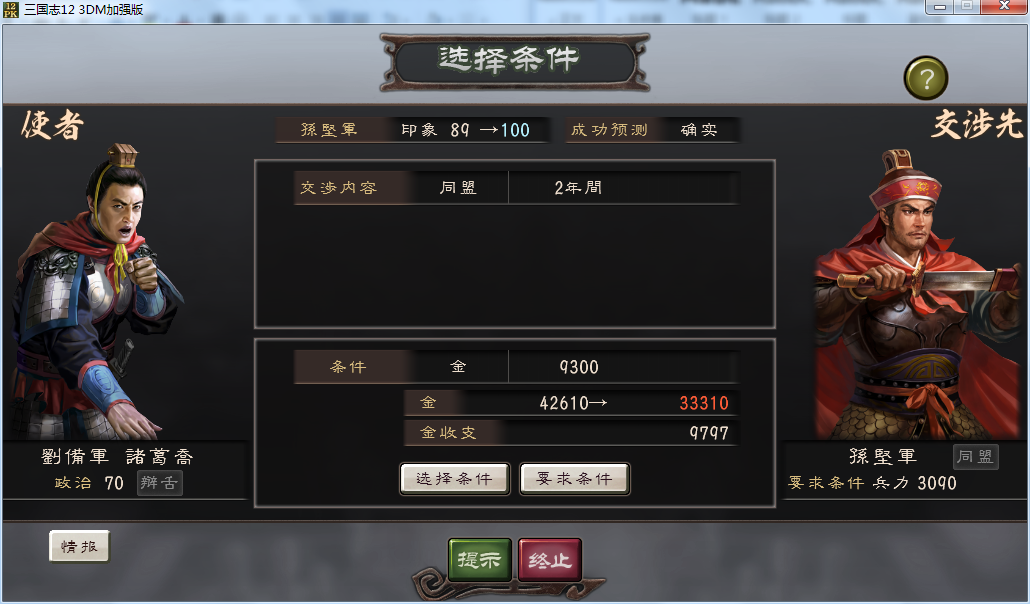 12
PK
三国志12 3DM加强版
选择条件
?
使者
交涉先
孫堅軍 印象 89 →100 成功预测 确实
交涉内容 同盟 2年間
条件 金 9300
金 42610→ 33310
金收支 9797
选择条件 要求条件
劉備軍 諸葛喬
政治 70 辩舌
孫堅軍 同盟
要求条件 兵力 3090
情报
提示 终止